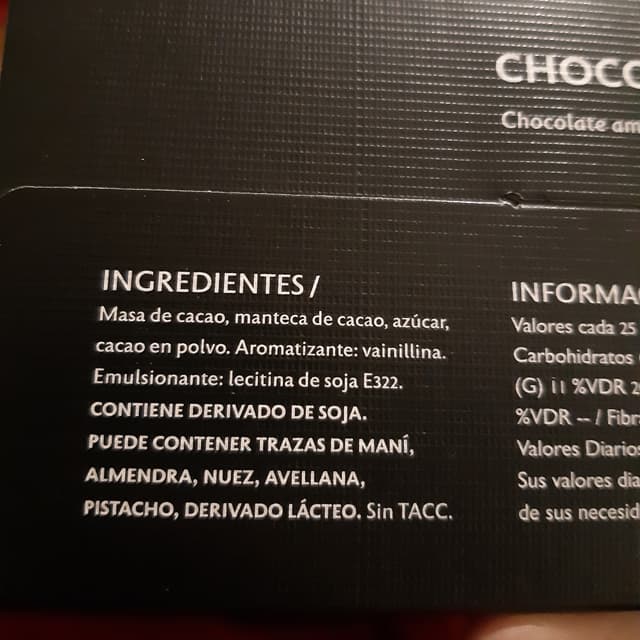 CHOCO
Chocolate am
INGREDIENTES /
Masa de cacao, manteca de cacao, azúcar,
cacao en polvo. Aromatizante: vainillina.
Emulsionante: lecitina de soja E322.
CONTIENE DERIVADO DE SOJA.
PUEDE CONTENER TRAZAS DE MANÍ,
ALMENDRA, NUEZ, AVELLANA,
PISTACHO, DERIVADO LÁCTEO. Sin TACC.
INFORMA
Valores cada 25
Carbohidratos
(G) 11 %VDR
%VDR -- / Fibr
Valores Diarios
Sus valores dia
de sus necesid